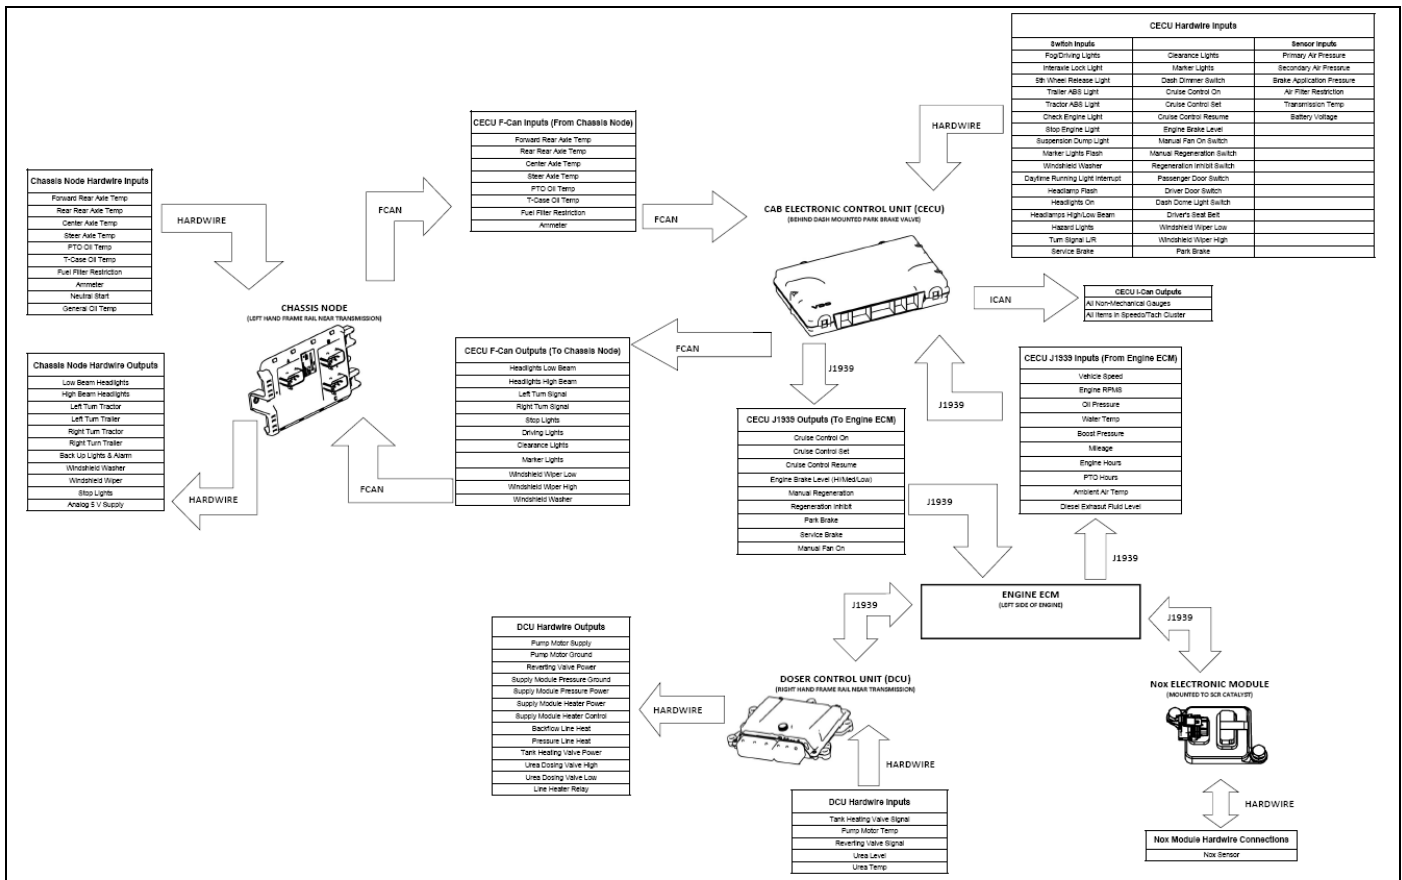 CECU Hardwire Inputs
Switch Inputs
Sensor Inputs
Fog/Driving Lights
Clearance Lights
Primary Air Pressure
Interaxle Lock Light
Marker Lights
Secondary Air Pressrue
5th Wheel Release Light
Dash Dimmer Switch
Brake Application Pressure
Trailer ABS Light
Cruise Control On
Air Filter Restriction
Tractor ABS Light
Cruise Control Set
Transmission Temp
Check Engine Light
Cruise Control Resume
Battery Voltage
Stop Engine Light
Engine Brake Level
Suspension Dump Light
Manual Fan On Switch
Marker Lights Flash
Manual Regeneration Switch
Windshield Washer
Regeneration Inhibit Switch
Daytime Running Light Interrupt
Passenger Door Switch
Headlamp Flash
Driver Door Switch
Headlights On
Dash Dome Light Switch
Headlamps High/Low Beam
Driver's Seat Belt
Hazard Lights
Windshield Wiper Low
Turn Signal L/R
Windshield Wiper High
Service Brake
Park Brake
HARDWIRE
CECU F-Can Inputs (From Chassis Node)
Forward Rear Axle Temp
Rear Rear Axle Temp
Center Axle Temp
Steer Axle Temp
PTO Oil Temp
T-Case Oil Temp
Fuel Filter Restriction
Ammeter
Chassis Node Hardwire Inputs
Forward Rear Axle Temp
Rear Rear Axle Temp
Center Axle Temp
Steer Axle Temp
PTO Oil Temp
T-Case Oil Temp
Fuel Filter Restriction
Ammeter
Neutral Start
General Oil Temp
HARDWIRE
FCAN
FCAN
CAB ELECTRONIC CONTROL UNIT (CECU)
(BEHIND DASH MOUNTED PARK BRAKE VALVE)
ICAN
CECU I-Can Outputs
All Non-Mechanical Gauges
All Items in Speedo/Tach Cluster
CHASSIS NODE
(LEFT HAND FRAME RAIL NEAR TRANSMISSION)
Chassis Node Hardwire Outputs
Low Beam Headlights
High Beam Headlights
Left Turn Tractor
Left Turn Trailer
Right Turn Tractor
Right Turn Trailer
Back Up Lights & Alarm
Windshield Washer
Windshield Wiper
Stop Lights
Analog 5 V Supply
HARDWIRE
FCAN
FCAN
CECU F-Can Outputs (To Chassis Node)
Headlights Low Beam
Headlights High Beam
Left Turn Signal
Right Turn Signal
Stop Lights
Driving Lights
Clearance Lights
Marker Lights
Windshield Wiper Low
Windshield Wiper High
Windshield Washer
J1939
J1939
CECU J1939 Inputs (From Engine ECM)
Vehicle Speed
Engine RPMS
Oil Pressure
Water Temp
Boost Pressure
Mileage
Engine Hours
PTO Hours
Ambient Air Temp
Diesel Exhasut Fluid Level
CECU J1939 Outputs (To Engine ECM)
Cruise Control On
Cruise Control Set
Cruise Control Resume
Engine Brake Level (Hi/Med/Low)
Manual Regeneration
Regeneration Inhibit
Park Brake
Service Brake
Manual Fan On
J1939
J1939
ENGINE ECM
(LEFT SIDE OF ENGINE)
J1939
J1939
DCU Hardwire Outputs
Pump Motor Supply
Pump Motor Ground
Reverting Valve Power
Supply Module Pressure Ground
Supply Module Pressure Power
Supply Module Heater Power
Supply Module Heater Control
Backflow Line Heat
Pressure Line Heat
Tank Heating Valve Power
Urea Dosing Valve High
Urea Dosing Valve Low
Line Heater Relay
HARDWIRE
DOSER CONTROL UNIT (DCU)
(RIGHT HAND FRAME RAIL NEAR TRANSMISSION)
HARDWIRE
DCU Hardwire Inputs
Tank Heating Valve Signal
Pump Motor Temp
Reverting Valve Signal
Urea Level
Urea Temp
Nox ELECTRONIC MODULE
(MOUNTED TO SCR CATALYST)
HARDWIRE
Nox Module Hardwire Connections
Nox Sensor